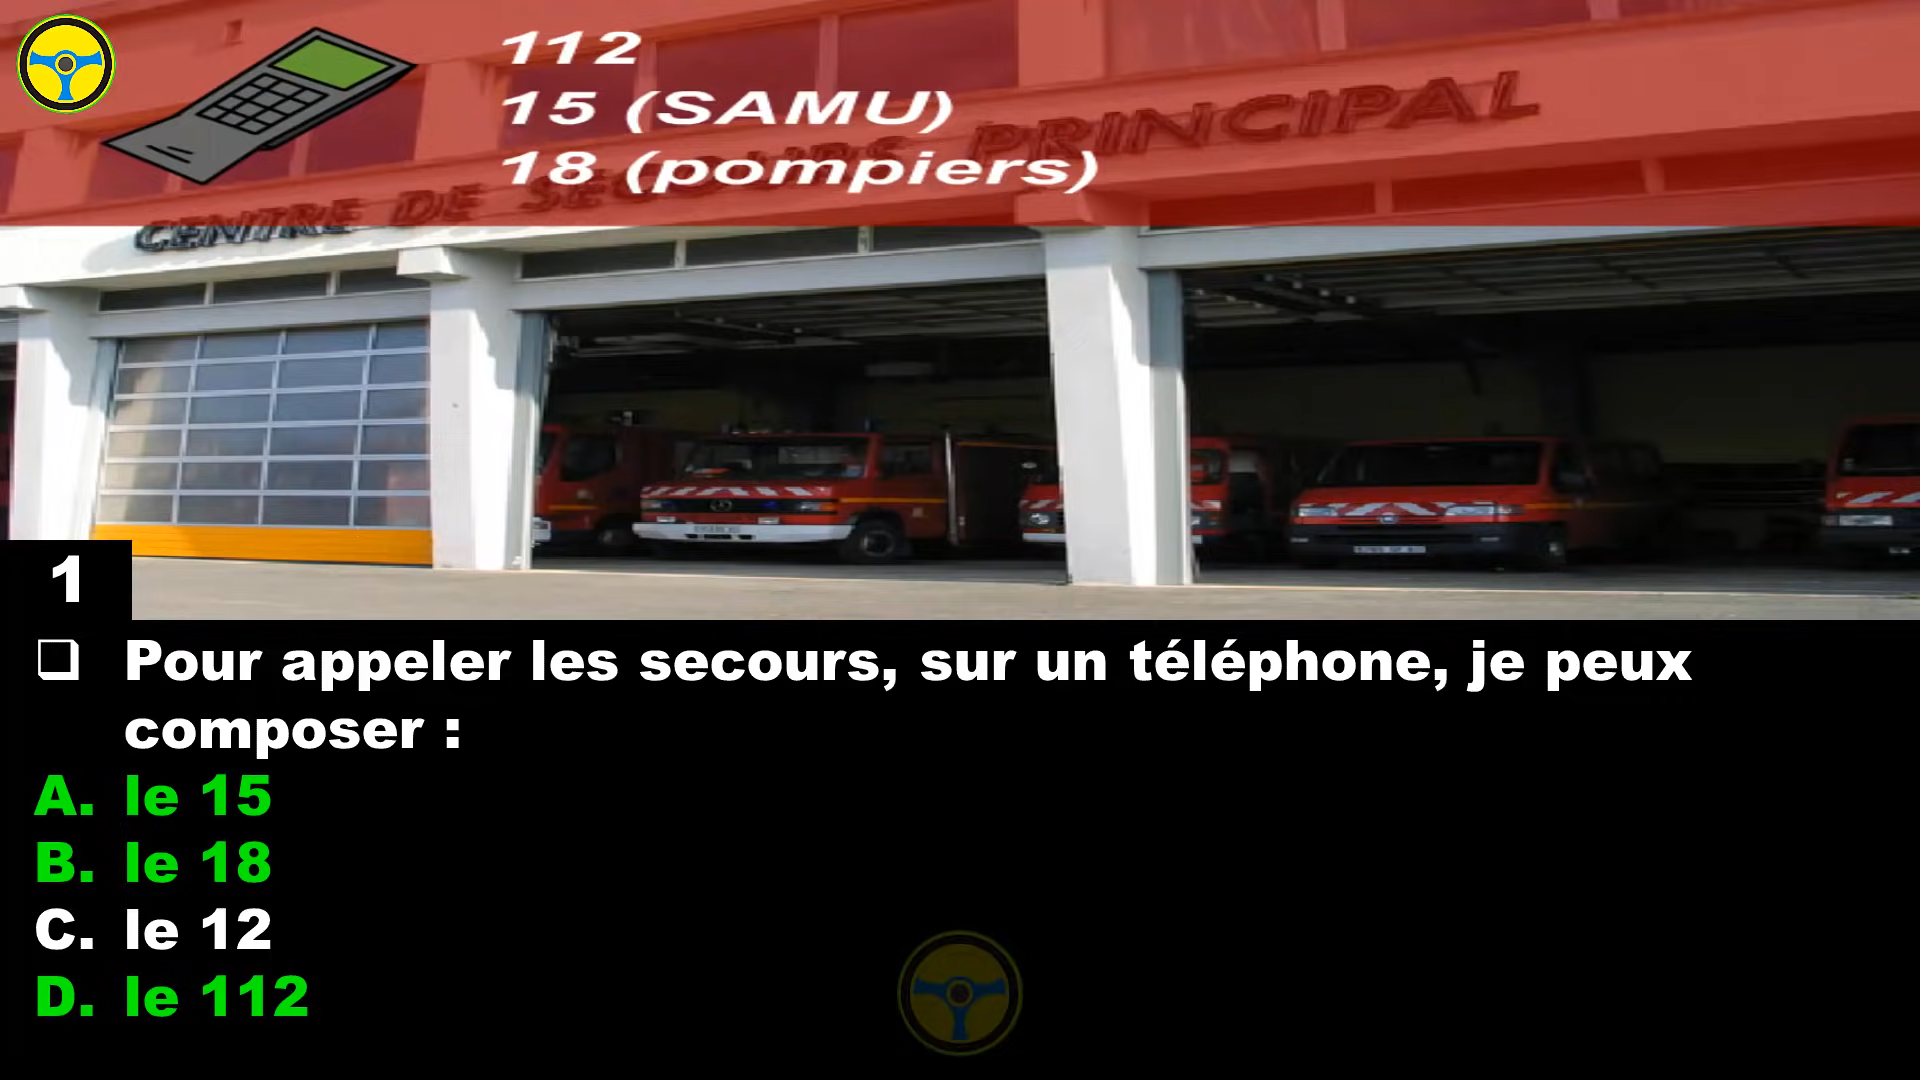 112
15 (SAMU)
18 (pompiers)
CENTRE DE SECOURS PRINCIPAL
1
❑ Pour appeler les secours, sur un téléphone, je peux
composer :
A. le 15
B. le 18
C. le 12
D. le 112